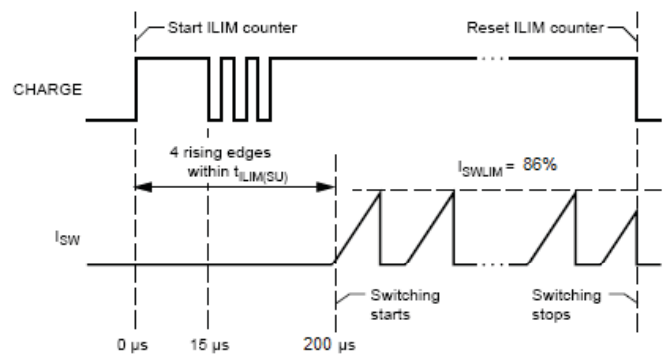 Start ILIM counter
Reset ILIM counter
CHARGE
4 rising edges
within tILIM(SU)
ISWLIM = 86%
ISW
Switching
starts
Switching
stops
0 µs
15 µs
200 µs